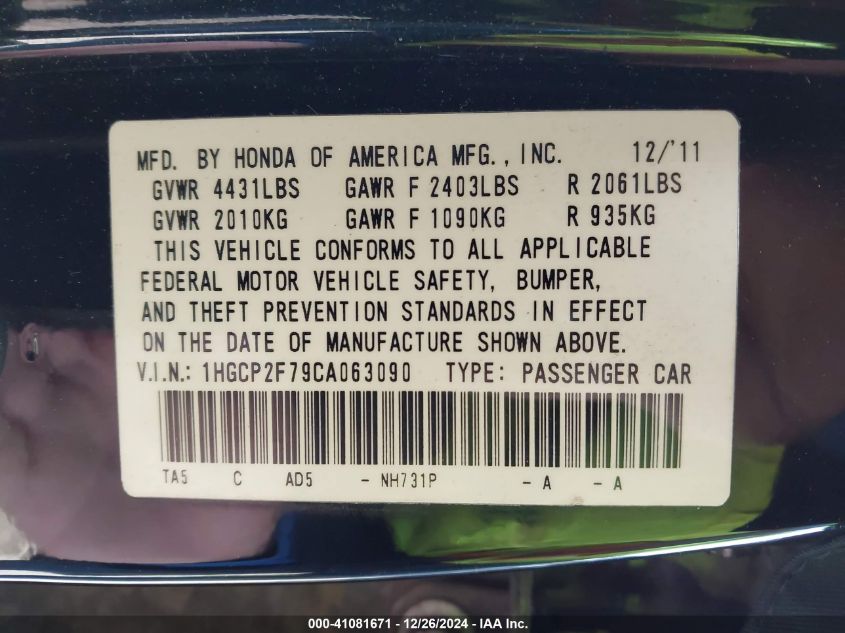 MFD. BY HONDA OF AMERICA MFG., INC. 12/'11
GVWR 4431LBS GAWR F 2403LBS R 2061LBS
GVWR 2010KG GAWR F 1090KG R 935KG
THIS VEHICLE CONFORMS TO ALL APPLICABLE
FEDERAL MOTOR VEHICLE SAFETY, BUMPER,
AND THEFT PREVENTION STANDARDS IN EFFECT
ON THE DATE OF MANUFACTURE SHOWN ABOVE.
V.I.N.: 1HGCP2F79CA063090 TYPE: PASSENGER CAR
TA5 C AD5 - NH731P - A - A
000-41081671 - 12/26/2024 - IAA Inc.